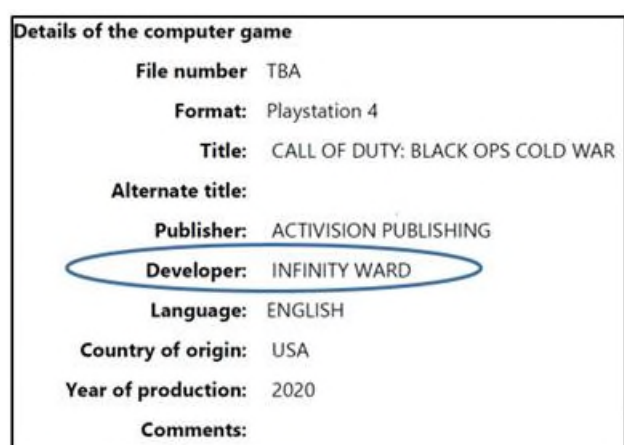 Details of the computer game
File number TBA
Format: Playstation 4
Title: CALL OF DUTY: BLACK OPS COLD WAR
Alternate title:
Publisher: ACTIVISION PUBLISHING
Developer: INFINITY WARD
Language: ENGLISH
Country of origin: USA
Year of production: 2020
Comments: